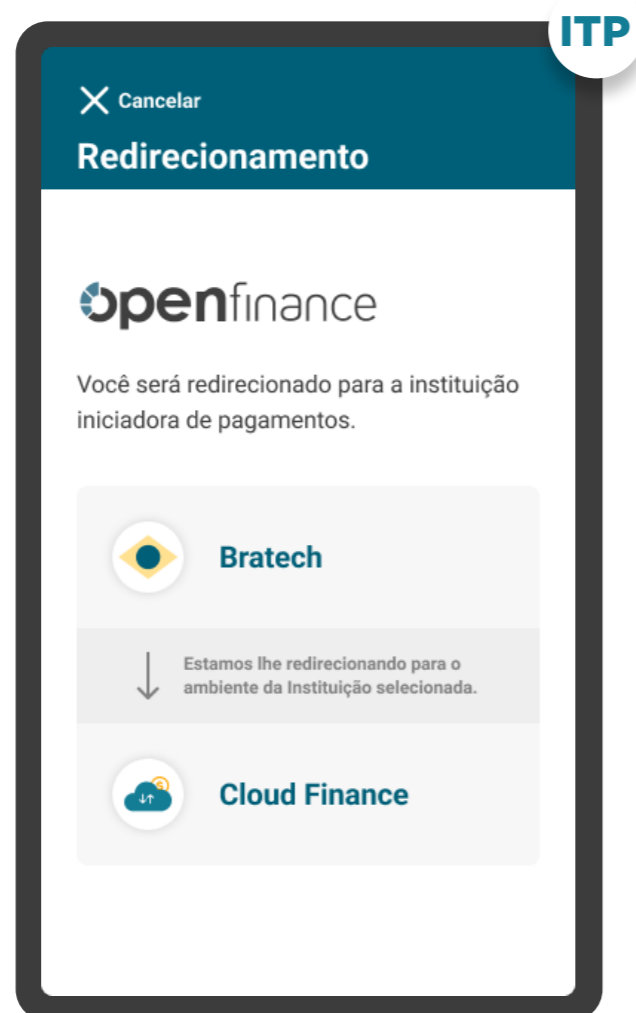 ITP
Cancelar
Redirecionamento
openfinance
Você será redirecionado para a instituição
iniciadora de pagamentos.
Bratech
Estamos lhe redirecionando para o
ambiente da Instituição selecionada.
Cloud Finance